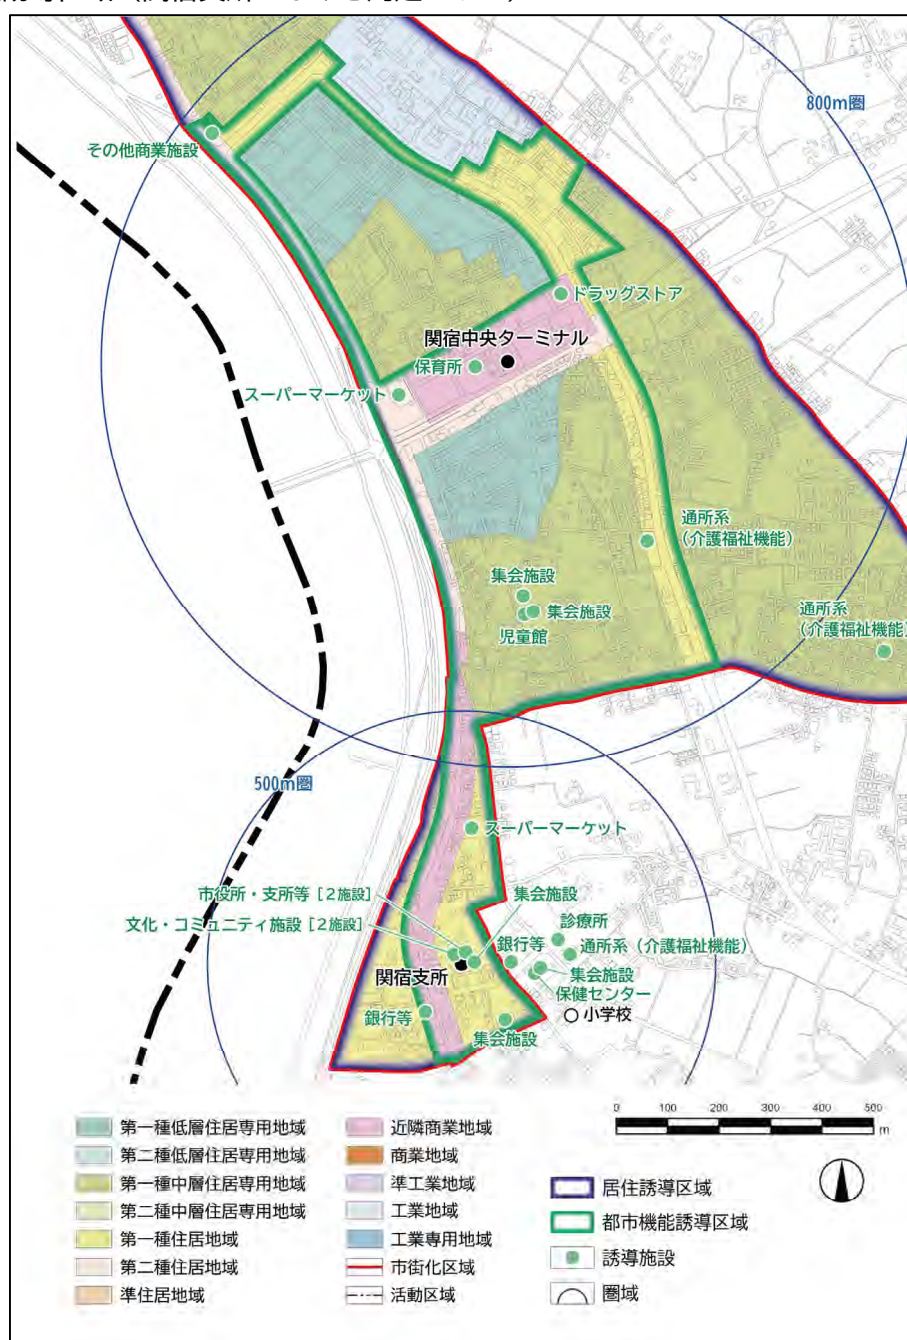 800m圏
その他商業施設
ドラッグストア
関宿中央ターミナル
保育所
スーパーマーケット
通所系
（介護福祉機能）
集会施設
集会施設
児童館
通所系
（介護福祉機能）
500m圏
スーパーマーケット
市役所・支所等［2施設］
集会施設
文化・コミュニティ施設［2施設］
診療所
銀行等
通所系（介護福祉機能）
関宿支所
集会施設
保健センター
小学校
銀行等
集会施設
第一種低層住居専用地域
第二種低層住居専用地域
第一種中層住居専用地域
第二種中層住居専用地域
第一種住居地域
第二種住居地域
準住居地域
近隣商業地域
商業地域
準工業地域
工業地域
工業専用地域
市街化区域
活動区域
0 100 200 300 400 500
m
居住誘導区域
都市機能誘導区域
誘導施設
圏域